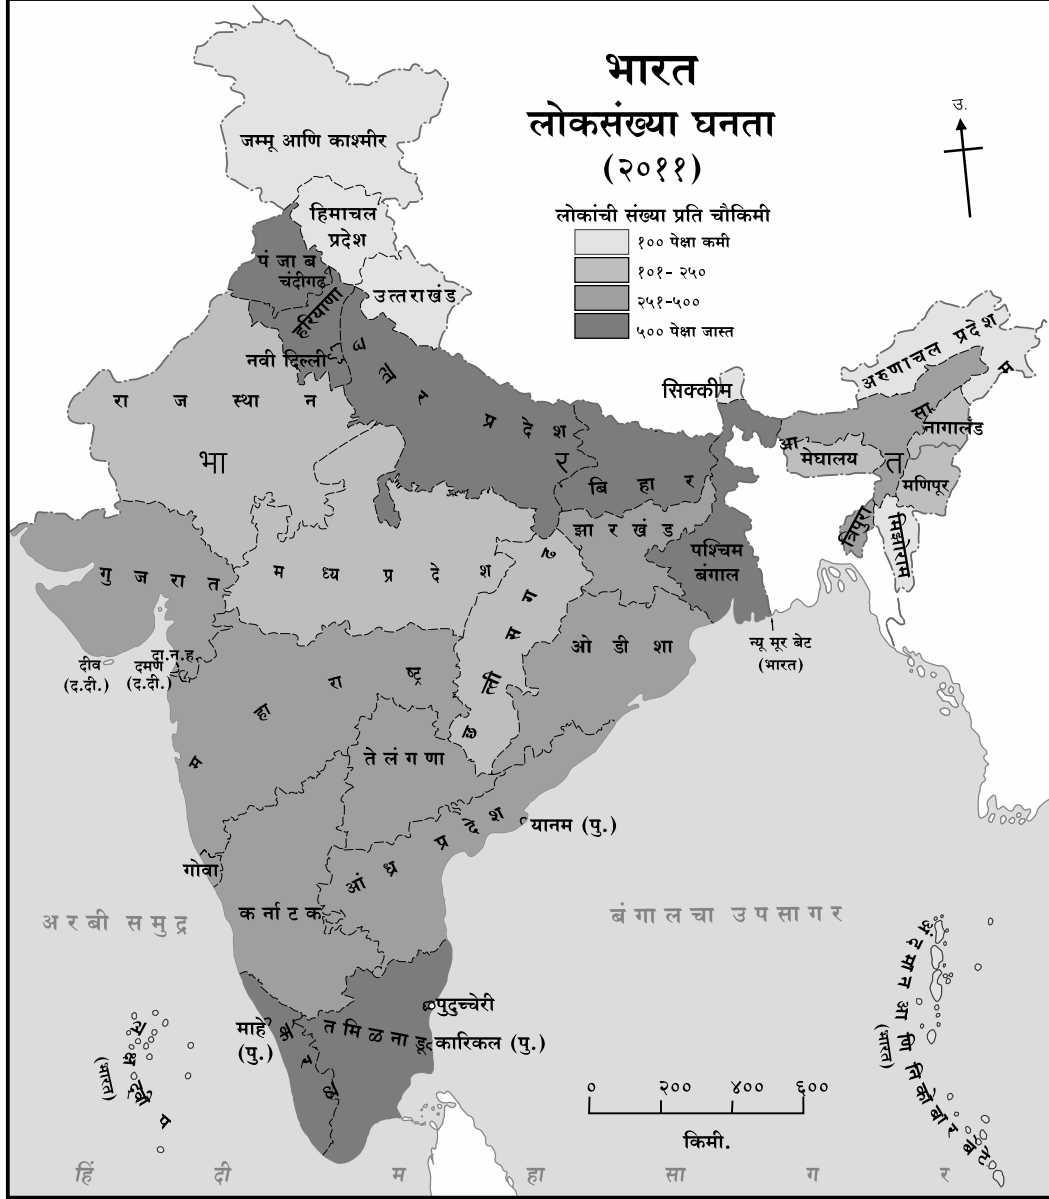 भारत
लोकसंख्या घनता
(२०११)
उ.
लोकांची संख्या प्रति चौकिमी
१०० पेक्षा कमी
१०१- २५०
२५१-५००
५०० पेक्षा जास्त
जम्मू आणि काश्मीर
हिमाचल
प्रदेश
पंजाब
चंदीगढ
उत्तराखंड
हरियाणा
नवी दिल्ली
उत्तर प्रदेश
राजस्थान
सिक्कीम
अरुणाचल प्रदेश
आसाम
नागालँड
मेघालय
मणिपूर
त्रिपुरा
मिझोराम
भारत
बिहार
झारखंड
पश्चिम
बंगाल
गुजरात
मध्य प्रदेश
छत्तीसगढ
ओडीशा
न्यू मूर बेट
(भारत)
दीव
(द.दी.)
दमण
(द.दी.)
दा.न.ह.
महाराष्ट्र
तेलंगणा
आंध्र प्रदेश
यानम (पु.)
गोवा
कर्नाटक
अरबी समुद्र
बंगालचा उपसागर
पुदुच्चेरी
माहे
(पु.)
केरळ
तमिळनाडू
कारिकल (पु.)
लक्षद्वीप
(भारत)
अंदमान आणि निकोबार बेटे
(भारत)
० २०० ४०० ६००
किमी.
हिंदी महासागर